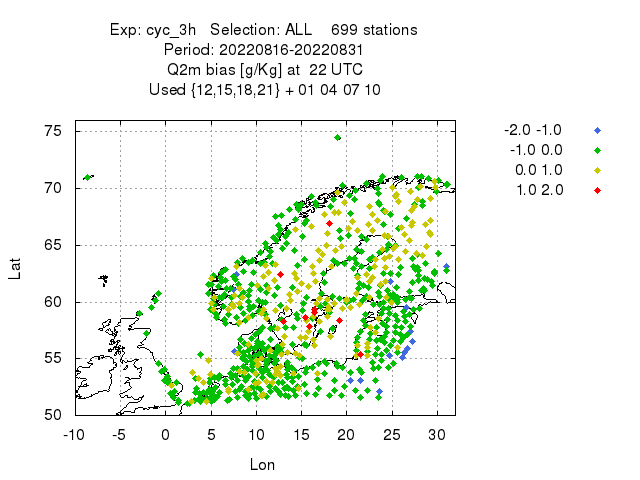 Exp: cyc_3h   Selection: ALL    699 stations
Period: 20220816-20220831
Q2m bias [g/Kg] at  22 UTC
Used {12,15,18,21} + 01 04 07 10
-2.0 -1.0
-1.0 0.0
0.0 1.0
1.0 2.0
75
70
65
60
55
50
Lat
-10 -5 0 5 10 15 20 25 30
Lon